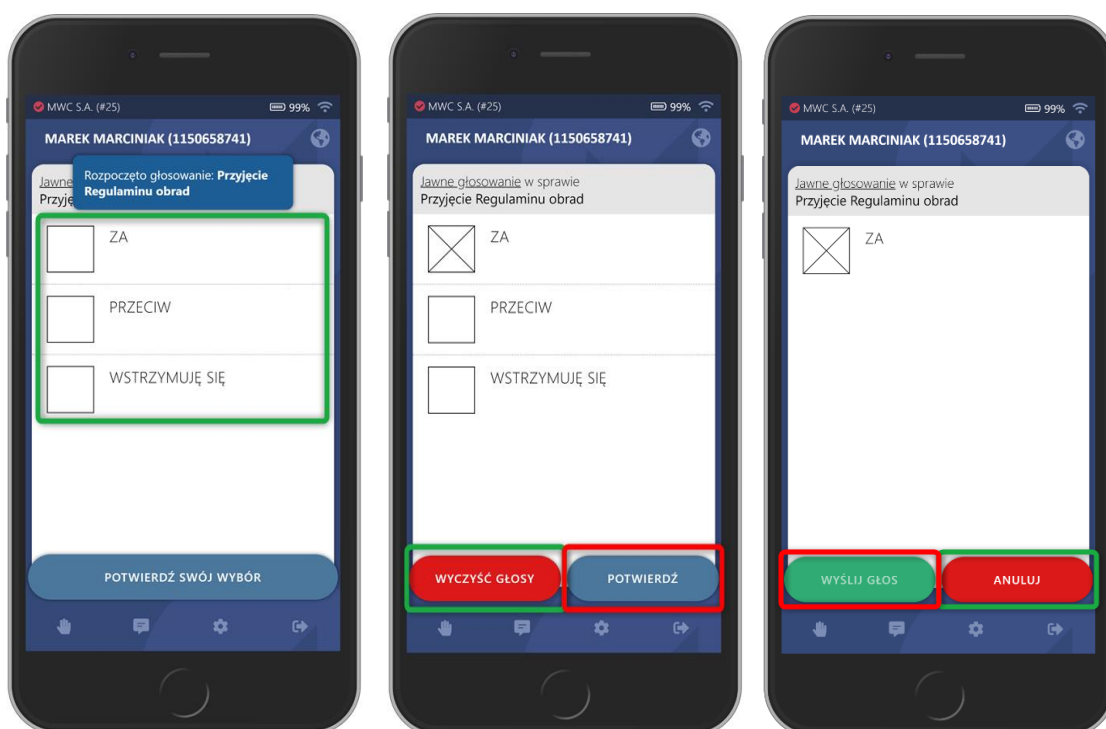 MWC S.A. (#25)
99%
MAREK MARCINIAK (1150658741)
Rozpoczęto głosowanie: Przyjęcie
Regulaminu obrad
Jawne
Przyję
ZA
PRZECIW
WSTRZYMUJĘ SIĘ
POTWIERDŹ SWÓJ WYBÓR
MWC S.A. (#25)
99%
MAREK MARCINIAK (1150658741)
Jawne głosowanie w sprawie
Przyjęcie Regulaminu obrad
ZA
PRZECIW
WSTRZYMUJĘ SIĘ
WYCZYŚĆ GŁOSY
POTWIERDŹ
MWC S.A. (#25)
99%
MAREK MARCINIAK (1150658741)
Jawne głosowanie w sprawie
Przyjęcie Regulaminu obrad
ZA
WYŚLIJ GŁOS
ANULUJ